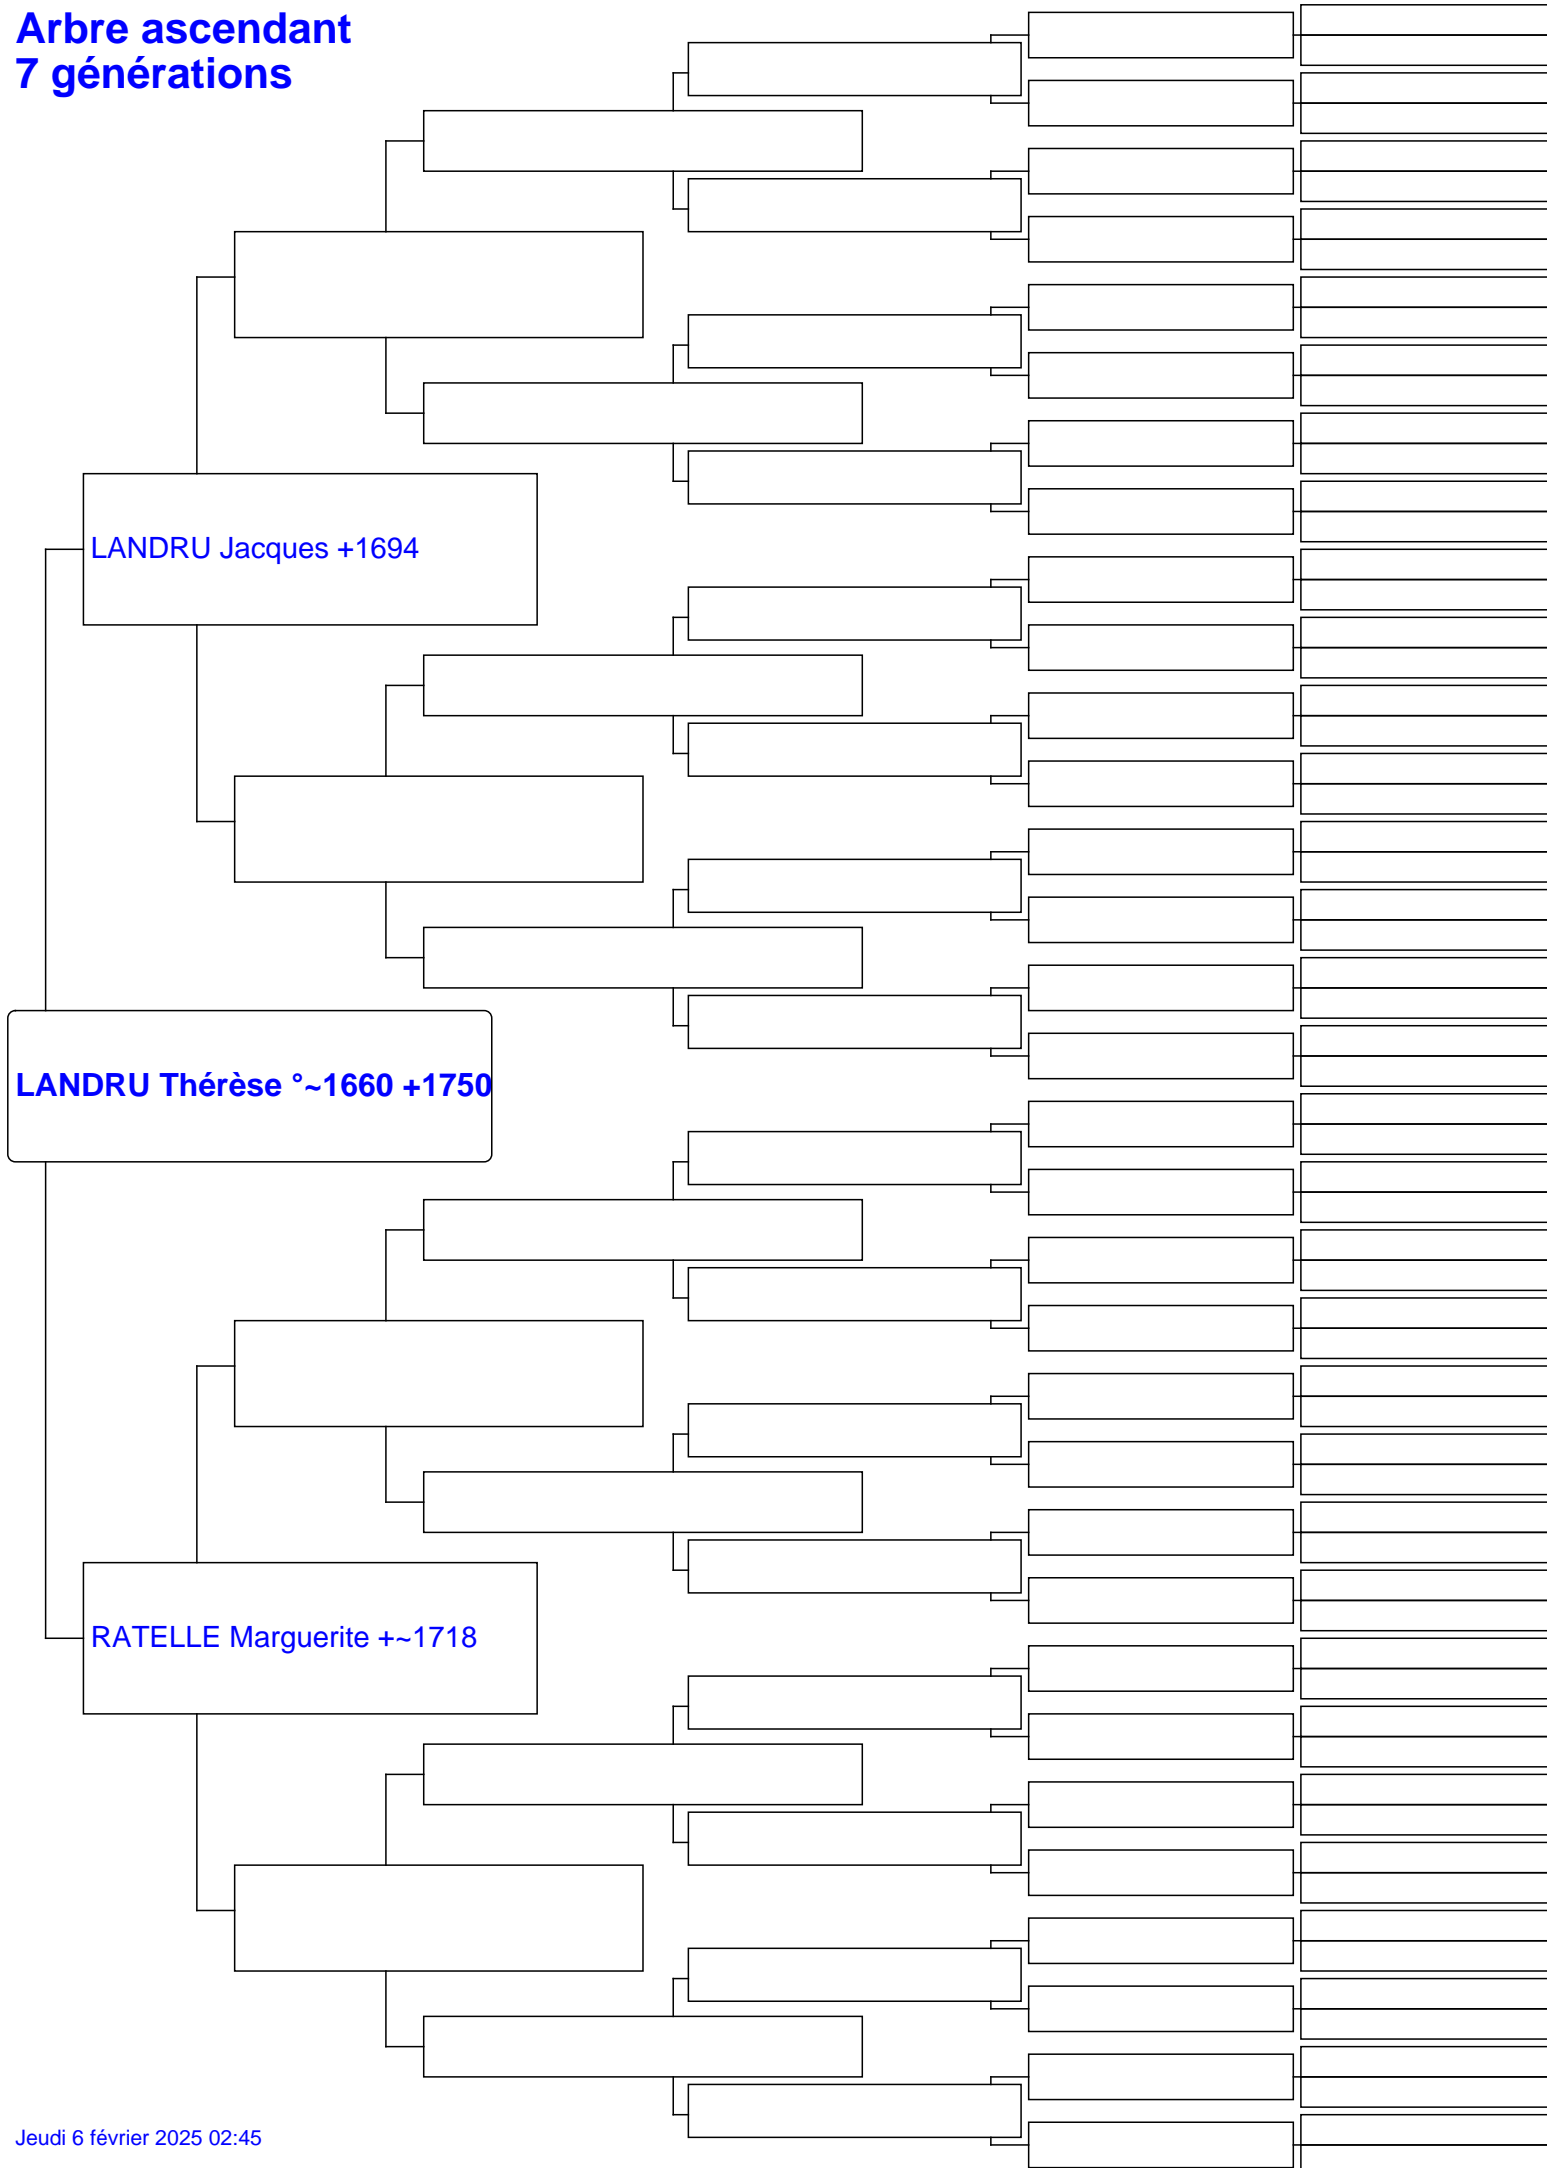 Arbre ascendant
7 générations
LANDRU Jacques +1694
LANDRU Thérèse °~1660 +1750
RATELLE Marguerite +~1718
Jeudi 6 février 2025 02:45